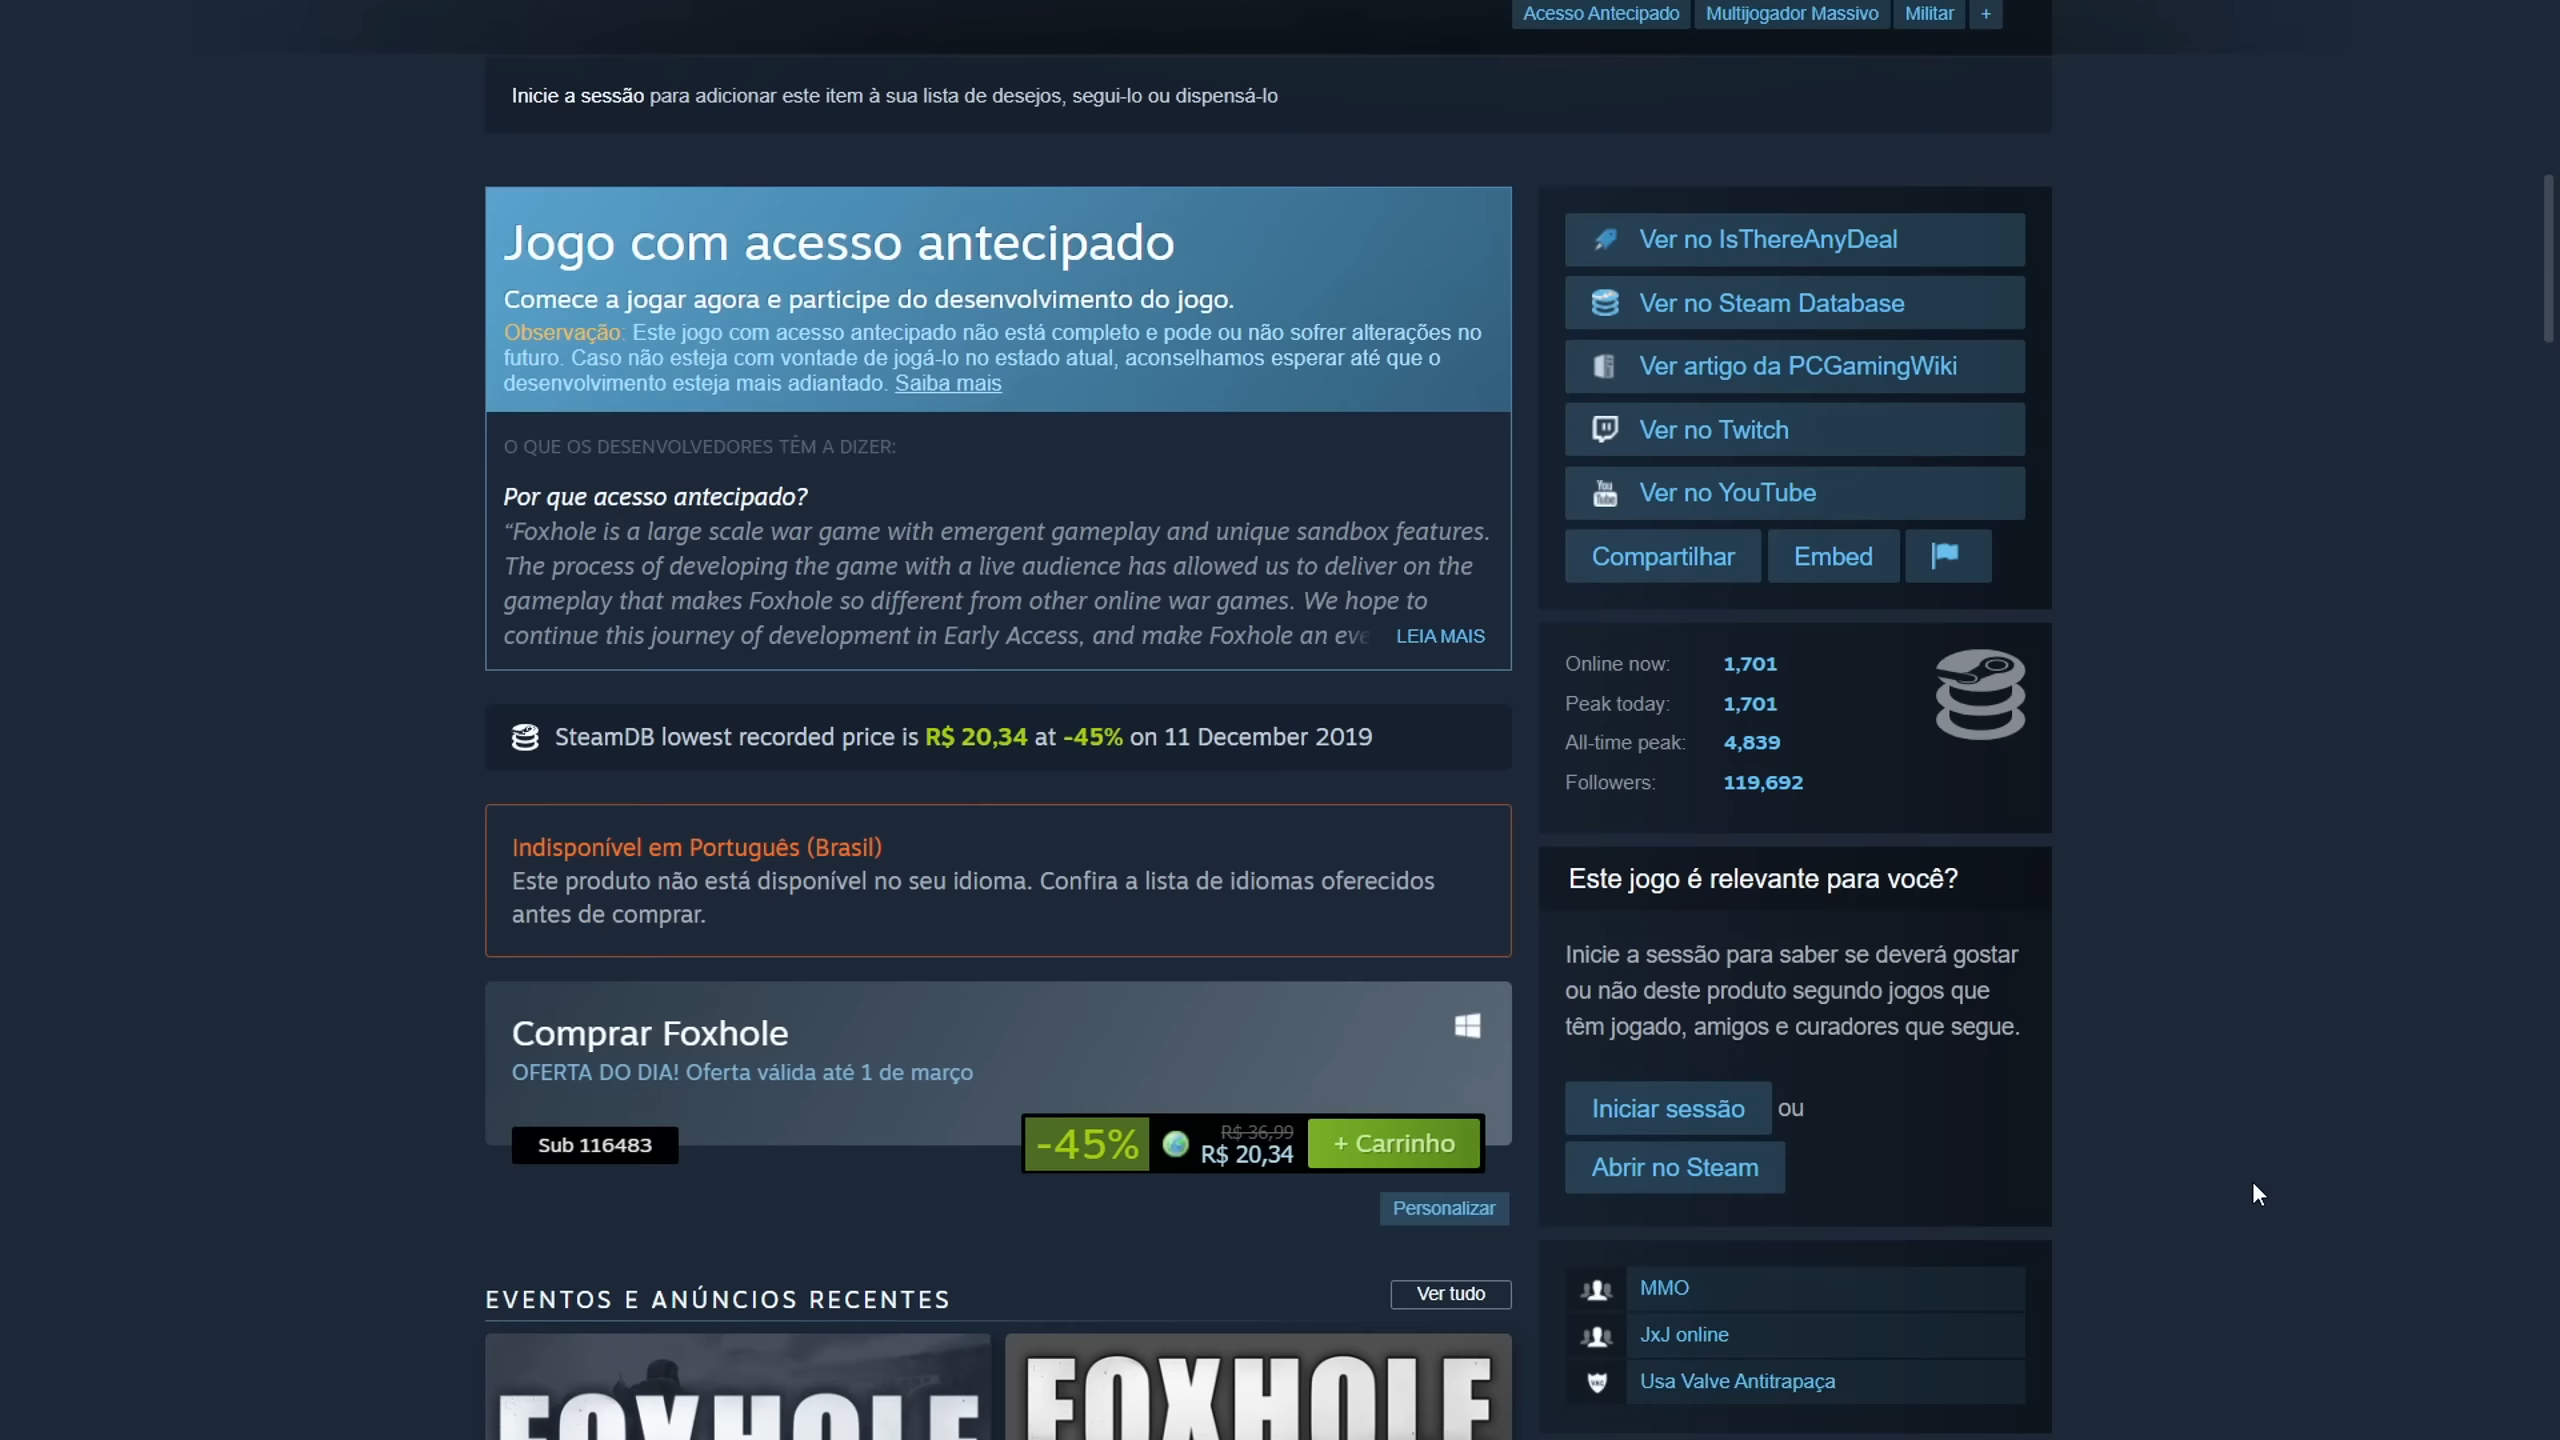 Acesso Antecipado
Multijogador Massivo
Militar
+
Inicie a sessão para adicionar este item à sua lista de desejos, segui-lo ou dispensá-lo
Jogo com acesso antecipado
Comece a jogar agora e participe do desenvolvimento do jogo.
Observação: Este jogo com acesso antecipado não está completo e pode ou não sofrer alterações no
futuro. Caso não esteja com vontade de jogá-lo no estado atual, aconselhamos esperar até que o
desenvolvimento esteja mais adiantado. Saiba mais
O QUE OS DESENVOLVEDORES TÊM A DIZER:
Por que acesso antecipado?
“Foxhole is a large scale war game with emergent gameplay and unique sandbox features.
The process of developing the game with a live audience has allowed us to deliver on the
gameplay that makes Foxhole so different from other online war games. We hope to
continue this journey of development in Early Access, and make Foxhole an eve
LEIA MAIS
SteamDB lowest recorded price is R$ 20,34 at -45% on 11 December 2019
Indisponível em Português (Brasil)
Este produto não está disponível no seu idioma. Confira a lista de idiomas oferecidos
antes de comprar.
Comprar Foxhole
OFERTA DO DIA! Oferta válida até 1 de março
Sub 116483
-45%
R$ 36,99
R$ 20,34
+ Carrinho
Personalizar
EVENTOS E ANÚNCIOS RECENTES
Ver tudo
FOXHOLE
FOXHOLE
Ver no IsThereAnyDeal
Ver no Steam Database
Ver artigo da PCGamingWiki
Ver no Twitch
You
Tube
Ver no YouTube
Compartilhar
Embed
Online now: 1,701
Peak today: 1,701
All-time peak: 4,839
Followers: 119,692
Este jogo é relevante para você?
Inicie a sessão para saber se deverá gostar
ou não deste produto segundo jogos que
têm jogado, amigos e curadores que segue.
Iniciar sessão ou
Abrir no Steam
MMO
JxJ online
Usa Valve Antitrapaça